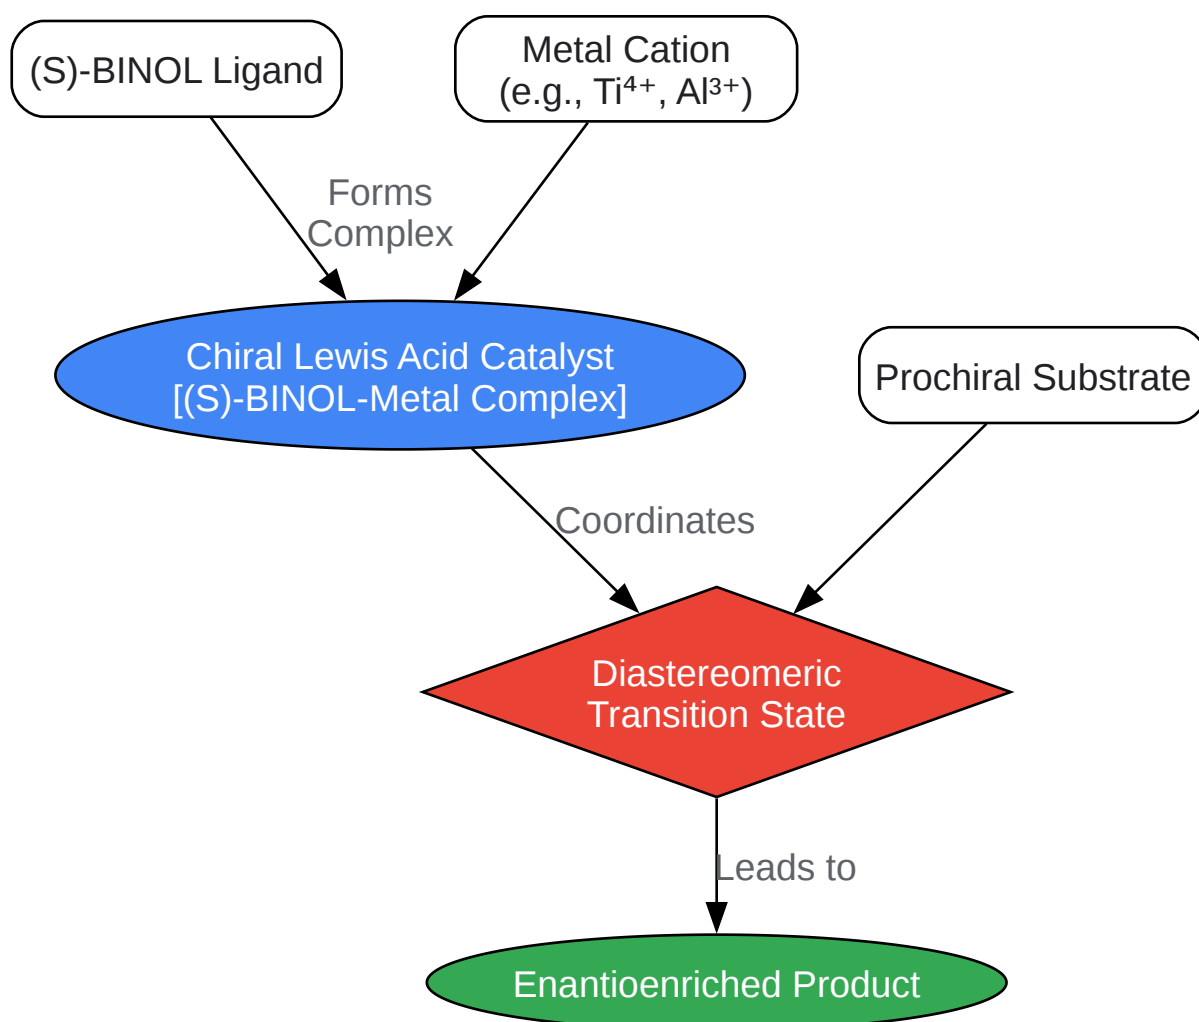 (S)-BINOL Ligand
Metal Cation
(e.g., Ti⁴⁺, Al³⁺)
Forms
Complex
Chiral Lewis Acid Catalyst
[(S)-BINOL-Metal Complex]
Prochiral Substrate
Coordinates
Diastereomeric
Transition State
Leads to
Enantioenriched Product